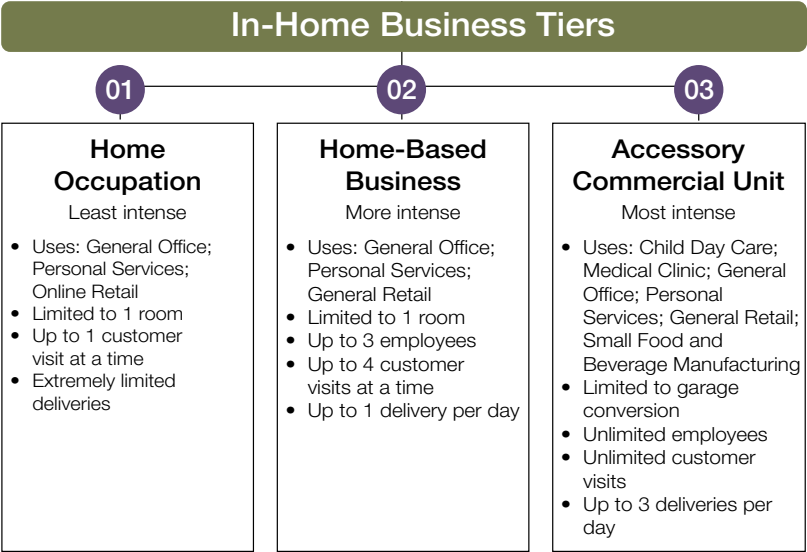 In-Home Business Tiers
01
Home
Occupation
Least intense
• Uses: General Office;
Personal Services;
Online Retail
• Limited to 1 room
• Up to 1 customer
visit at a time
• Extremely limited
deliveries
02
Home-Based
Business
More intense
• Uses: General Office;
Personal Services;
General Retail
• Limited to 1 room
• Up to 3 employees
• Up to 4 customer
visits at a time
• Up to 1 delivery per day
03
Accessory
Commercial Unit
Most intense
• Uses: Child Day Care;
Medical Clinic; General
Office; Personal
Services; General Retail;
Small Food and
Beverage Manufacturing
• Limited to garage
conversion
• Unlimited employees
• Unlimited customer
visits
• Up to 3 deliveries per
day